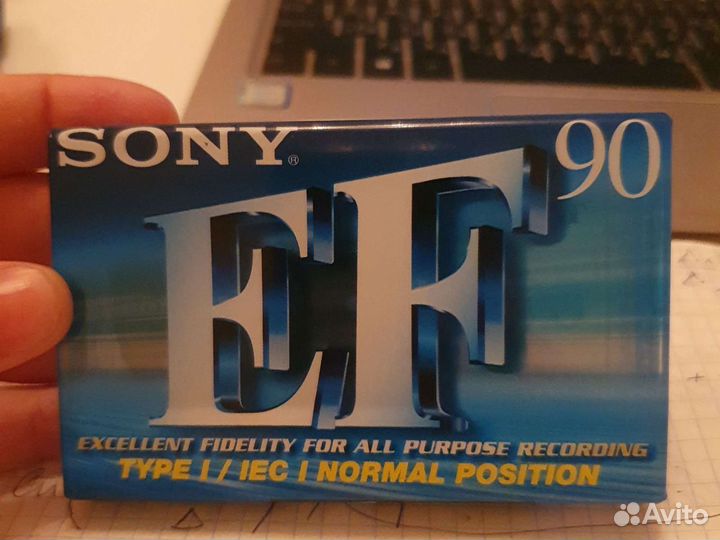 SONY®
90
EF
EXCELLENT FIDELITY FOR ALL PURPOSE RECORDING
TYPE I / IEC I NORMAL POSITION
Avito